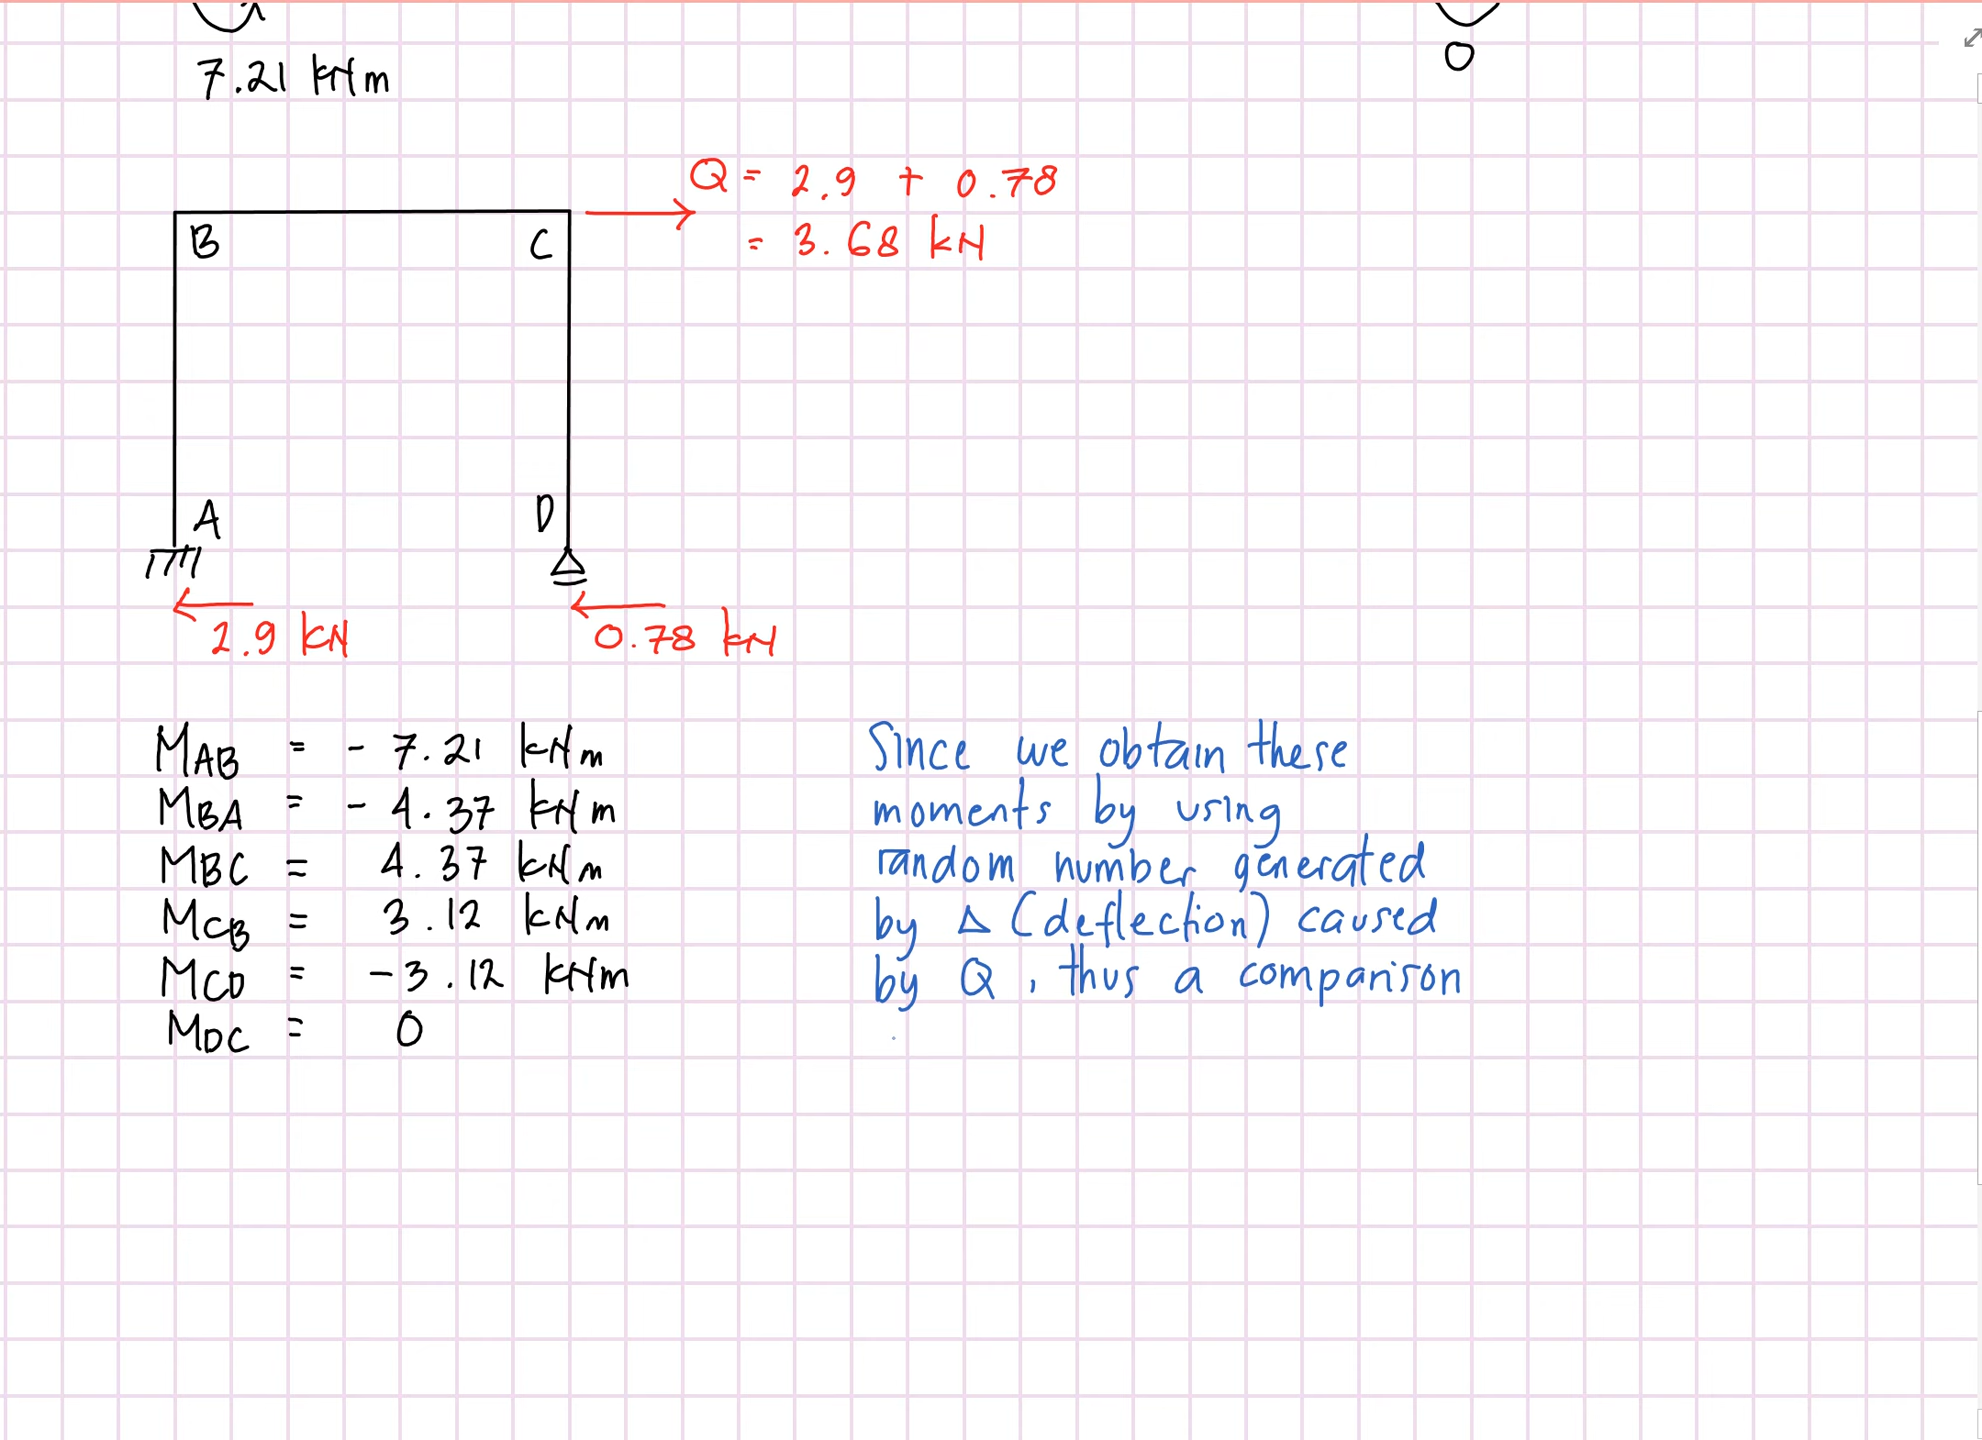 7.21 kNm
0
Q = 2.9 + 0.78
= 3.68 kN
B
C
A
D
2.9 kN
0.78 kN
MAB = - 7.21 kNm
MBA = - 4.37 kNm
MBC = 4.37 kNm
MCB = 3.12 kNm
MCD = -3.12 kNm
MDC = 0
Since we obtain these
moments by using
random number generated
by Δ (deflection) caused
by Q, thus a comparison